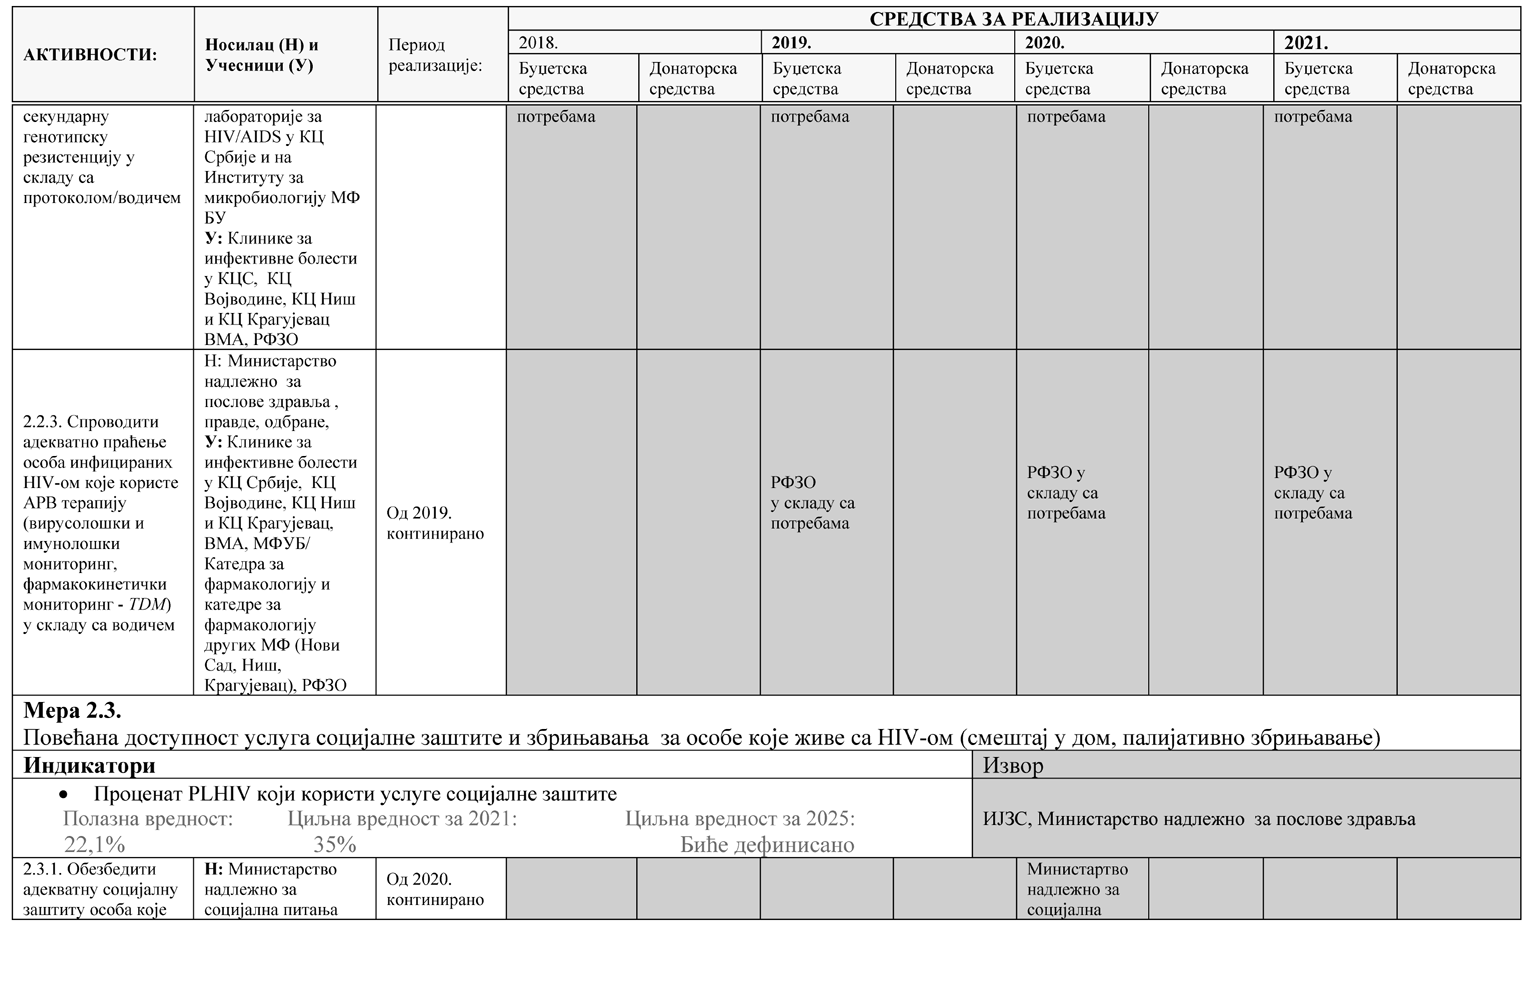 АКТИВНОСТИ:
Носилац (Н) и
Учесници (У)
Период
реализације:
СРЕДСТВА ЗА РЕАЛИЗАЦИЈУ
2018.
2019.
2020.
2021.
Буџетска
средства
Донаторска
средства
Буџетска
средства
Донаторска
средства
Буџетска
средства
Донаторска
средства
Буџетска
средства
Донаторска
средства
секундарну
генотипску
резистенцију у
складу са
протоколом/водичем
лабораторије за
HIV/AIDS у КЦ
Србије и на
Институту за
микробиологију МФ
БУ
У: Клинике за
инфективне болести
у КЦС,  КЦ
Војводине, КЦ Ниш
и КЦ Крагујевац
ВМА, РФЗО
потребама
потребама
потребама
потребама
2.2.3. Спроводити
адекватно праћење
особа инфицираних
HIV-ом које користе
АРВ терапију
(вирусолошки и
имунолошки
мониторинг,
фармакокинетички
мониторинг - TDM)
у складу са водичем
Н: Министарство
надлежно  за
послове здравља ,
правде, одбране,
У: Клинике за
инфективне болести
у КЦ Србије,  КЦ
Војводине, КЦ Ниш
и КЦ Крагујевац,
ВМА, МФУБ/
Катедра за
фармакологију и
катедре за
фармакологију
других МФ (Нови
Сад, Ниш,
Крагујевац), РФЗО
Од 2019.
континирано
РФЗО
у складу са
потребама
РФЗО у
складу са
потребама
РФЗО у
складу са
потребама
Мера 2.3.
Повећана доступност услуга социјалне заштите и збрињавања  за особе које живе са HIV-ом (смештај у дом, палијативно збрињавање)
Индикатори
Извор
• Проценат PLHIV који користи услуге социјалне заштите
Полазна вредност: Циљна вредност за 2021: Циљна вредност за 2025:
22,1% 35% Биће дефинисано
ИЈЗС, Министарство надлежно  за послове здравља
2.3.1. Обезбедити
адекватну социјалну
заштиту особа које
Н: Министарство
надлежно за
социјална питања
Од 2020.
континирано
Министартво
надлежно за
социјална